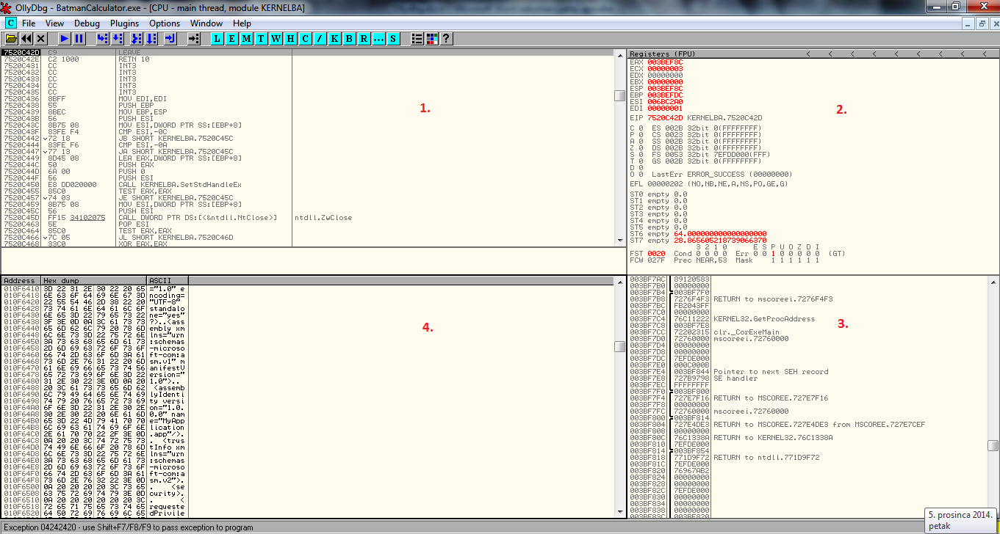 OllyDbg - BatmanCalculator.exe - [CPU - main thread, module KERNELBA]
C File View Debug Plugins Options Window Help
L E M T W H C / K B R ... S ?
7520C42D C9 LEAVE
7520C42E C2 1000 RETN 10
7520C431 CC INT3
7520C432 CC INT3
7520C433 CC INT3
7520C434 CC INT3
7520C435 CC INT3
7520C436 8BFF MOV EDI,EDI
7520C438 55 PUSH EBP
7520C439 8BEC MOV EBP,ESP
7520C43B 56 PUSH ESI
7520C43C 8B75 08 MOV ESI,DWORD PTR SS:[EBP+8]
7520C43F 83FE F4 CMP ESI,-0C
7520C442 72 18 JB SHORT KERNELBA.7520C45C
7520C444 83FE F6 CMP ESI,-0A
7520C447 77 13 JA SHORT KERNELBA.7520C45C
7520C449 8D45 08 LEA EAX,DWORD PTR SS:[EBP+8]
7520C44C 50 PUSH EAX
7520C44D 6A 00 PUSH 0
7520C44F 56 PUSH ESI
7520C450 E8 DD020000 CALL KERNELBA.SetStdHandleEx
7520C455 85C0 TEST EAX,EAX
7520C457 74 03 JE SHORT KERNELBA.7520C45C
7520C459 8B75 08 MOV ESI,DWORD PTR SS:[EBP+8]
7520C45C 56 PUSH ESI
7520C45D FF15 34102075 CALL DWORD PTR DS:[<&ntdll.NtClose>] ntdll.ZwClose
7520C463 5E POP ESI
7520C464 85C0 TEST EAX,EAX
7520C466 7C 05 JL SHORT KERNELBA.7520C46D
7520C468 33C0 XOR EAX,EAX
1.
Registers (FPU) < < < < < < < < <
EAX 003BEF8C
ECX 00000003
EDX 00000000
EBX 00000000
ESP 003BEF8C
EBP 003BEFDC
ESI 006BC2A0
EDI 00000001
EIP 7520C42D KERNELBA.7520C42D
C 0 ES 002B 32bit 0(FFFFFFFF)
P 0 CS 0023 32bit 0(FFFFFFFF)
A 0 SS 002B 32bit 0(FFFFFFFF)
Z 0 DS 002B 32bit 0(FFFFFFFF)
S 0 FS 0053 32bit 7EFDD000(FFF)
T 0 GS 002B 32bit 0(FFFFFFFF)
D 0
O 0 LastErr ERROR_SUCCESS (00000000)
EFL 00000202 (NO,NB,NE,A,NS,PO,GE,G)
ST0 empty 0.0
ST1 empty 0.0
ST2 empty 0.0
ST3 empty 0.0
ST4 empty 0.0
ST5 empty 0.0
ST6 empty 64.000000000000000000
ST7 empty 28.865605218739066370
3 2 1 0 E S P U O Z D I
FST 0020 Cond 0 0 0 0 Err 0 0 1 0 0 0 0 0 (GT)
FCW 027F Prec NEAR,53 Mask 1 1 1 1 1 1
2.
Address Hex dump ASCII
010F6410 3D 22 31 2E 30 22 20 65 ="1.0" e
010F6418 6E 63 6F 64 69 6E 67 3D ncoding=
010F6420 22 55 54 46 2D 38 22 20 "UTF-8"
010F6428 73 74 61 6E 64 61 6C 6F standalo
010F6430 6E 65 3D 22 79 65 73 22 ne="yes"
010F6438 3F 3E 0D 0A 3C 61 73 73 ?>..<ass
010F6440 65 6D 62 6C 79 20 78 6D embly xm
010F6448 6C 6E 73 3D 22 75 72 6E lns="urn
010F6450 3A 73 63 68 65 6D 61 73 :schemas
010F6458 2D 6D 69 63 72 6F 73 6F -microso
010F6460 66 74 2D 63 6F 6D 3A 61 ft-com:a
010F6468 73 6D 2E 76 31 22 20 6D sm.v1" m
010F6470 61 6E 69 66 65 73 74 56 anifestV
010F6478 65 72 73 69 6F 6E 3D 22 ersion="
010F6480 31 2E 30 22 3E 0D 0A 20 1.0">..
010F6488 20 3C 61 73 73 65 6D 62 <assemb
010F6490 6C 79 49 64 65 6E 74 69 lyIdenti
010F6498 74 79 20 76 65 72 73 69 ty versi
010F64A0 6F 6E 3D 22 31 2E 30 2E on="1.0.
010F64A8 30 2E 30 22 20 6E 61 6D 0.0" nam
010F64B0 65 3D 22 4D 79 41 70 70 e="MyApp
010F64B8 6C 69 63 61 74 69 6F 6E lication
010F64C0 2E 61 70 70 22 2F 3E 0D .app"/>.
010F64C8 0A 20 20 3C 74 72 75 73 . <trus
010F64D0 74 49 6E 66 6F 20 78 6D tInfo xm
010F64D8 6C 6E 73 3D 22 75 72 6E lns="urn
010F64E0 3A 73 63 68 65 6D 61 73 :schemas
010F64E8 2D 6D 69 63 72 6F 73 6F -microso
010F64F0 66 74 2D 63 6F 6D 3A 61 ft-com:a
010F64F8 73 6D 2E 76 32 22 3E 0D sm.v2">.
010F6500 0A 20 20 20 20 3C 73 65 . <se
010F6508 63 75 72 69 74 79 3E 0D curity>.
010F6510 0A 20 20 20 20 20 20 3C . <
010F6518 72 65 71 75 65 73 74 65 requeste
010F6520 64 50 72 69 76 69 6C 65 dPrivile
4.
003BF7AC 89120583
003BF7B0 00000000
003BF7B4 003BF7F0
003BF7B8 7276F4F3 RETURN to mscoreei.7276F4F3
003BF7BC FB2043FF
003BF7C0 00000000
003BF7C4 76C11222 KERNEL32.GetProcAddress
003BF7C8 003BF7E8
003BF7CC 72202315 clr._CorExeMain
003BF7D0 72760000 mscoreei.72760000
003BF7D4 00000000
003BF7D8 00000000
003BF7DC 7EFDE000
003BF7E0 000C000B
003BF7E4 003BF844 Pointer to next SEH record
003BF7E8 727B9798 SE handler
003BF7EC FFFFFFFF
003BF7F0 003BF800
003BF7F4 727E7F16 RETURN to MSCOREE.727E7F16
003BF7F8 00000000
003BF7FC 72760000 mscoreei.72760000
003BF800 003BF814
003BF804 727E4DE3 RETURN to MSCOREE.727E4DE3 from MSCOREE.727E7CEF
003BF808 00000000
003BF80C 76C1338A RETURN to KERNEL32.76C1338A
003BF810 7EFDE000
003BF814 003BF854
003BF818 771D9F72 RETURN to ntdll.771D9F72
003BF81C 7EFDE000
003BF820 76967AB2
003BF824 00000000
003BF828 00000000
003BF82C 7EFDE000
003BF830 00000000
003BF834 00000000
003BF838 00000000
003BF83C 003BF820
3.
Exception 04242420 - use Shift+F7/F8/F9 to pass exception to program
5. prosinca 2014.
petak